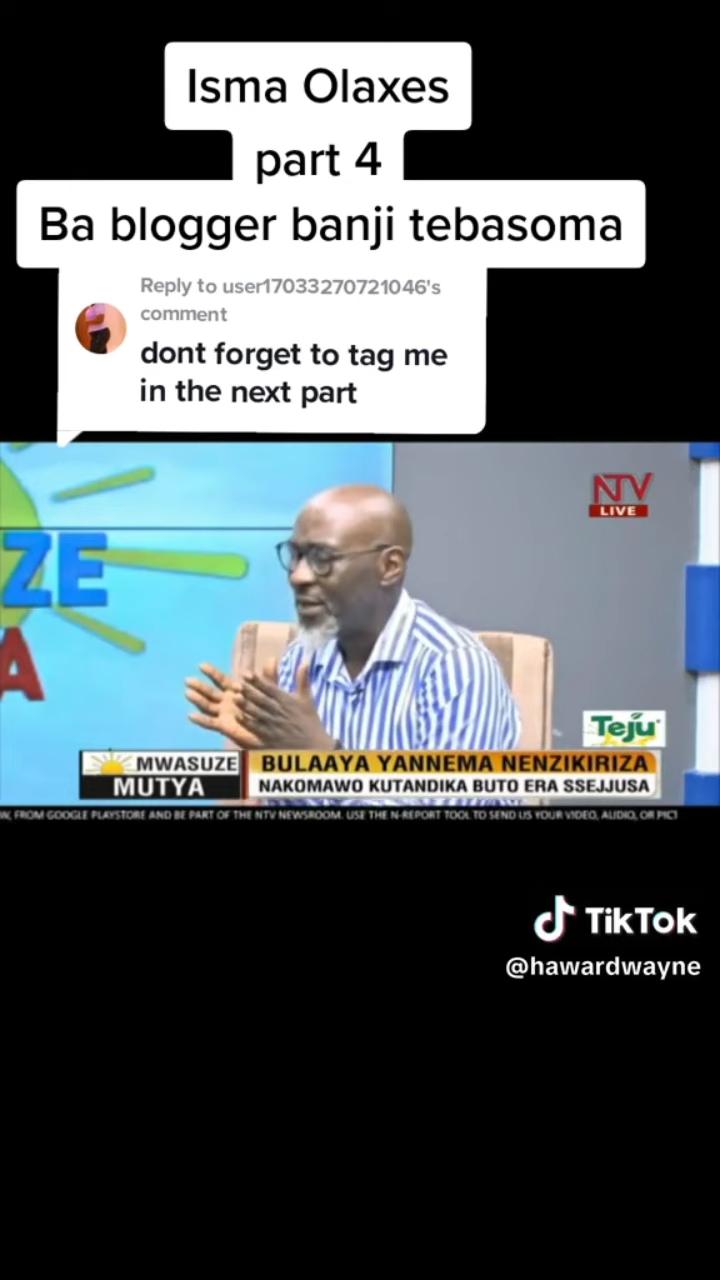 Isma Olaxes
part 4
Ba blogger banji tebasoma
Reply to user17033270721046's
comment
dont forget to tag me
in the next part
NTV
LIVE
ZE
A
Teju
MWASUZE
MUTYA
BULAAYA YANNEMA NENZIKIRIZA
NAKOMAWO KUTANDIKA BUTO ERA SSEJJUSA
W, FROM GOOGLE PLAYSTORE AND BE PART OF THE NTV NEWSROOM. USE THE N-REPORT TOOL TO SEND US YOUR VIDEO, AUDIO, OR PICT
TikTok
@hawardwayne